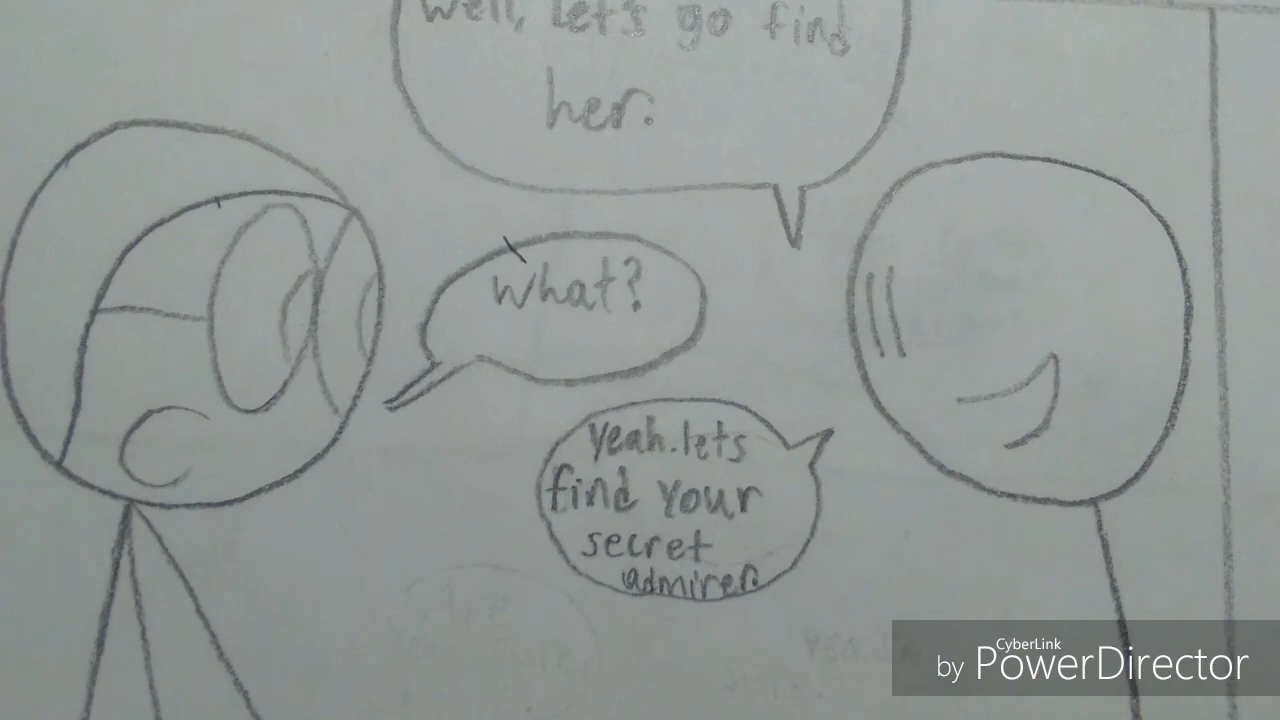 Well, let's go find
her.
What?
Yeah. lets
find your
secret
admirer.
CyberLink
by PowerDirector